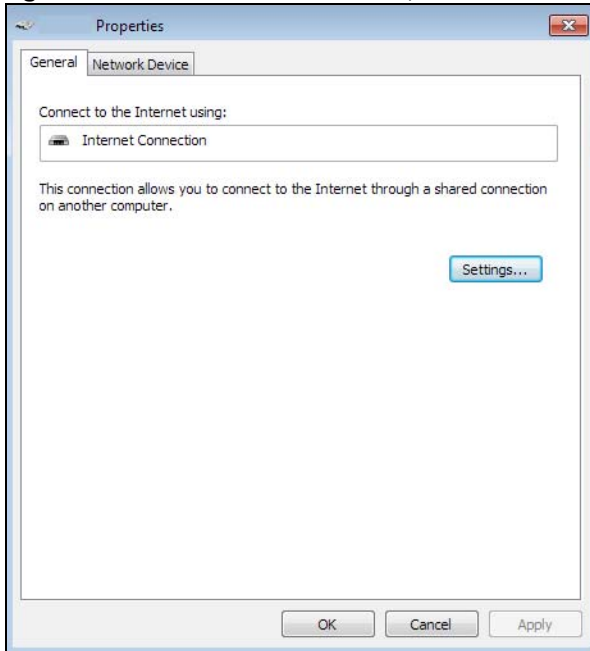 Properties
General Network Device
Connect to the Internet using:
Internet Connection
This connection allows you to connect to the Internet through a shared connection
on another computer.
Settings...
OK Cancel Apply